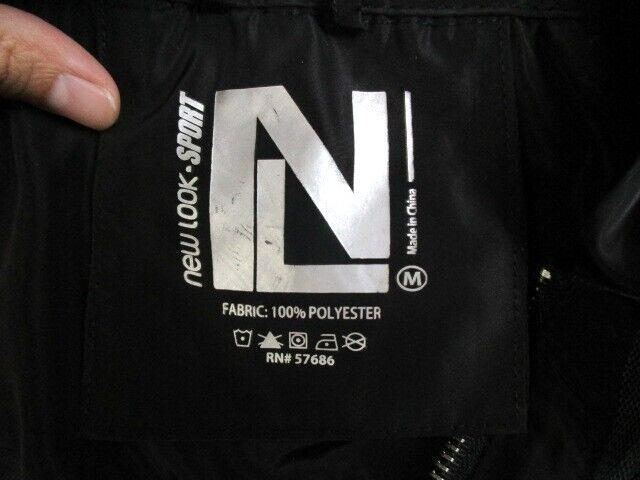 new LOOK • SPORT
NL
Made in China
M
FABRIC: 100% POLYESTER
RN# 57686